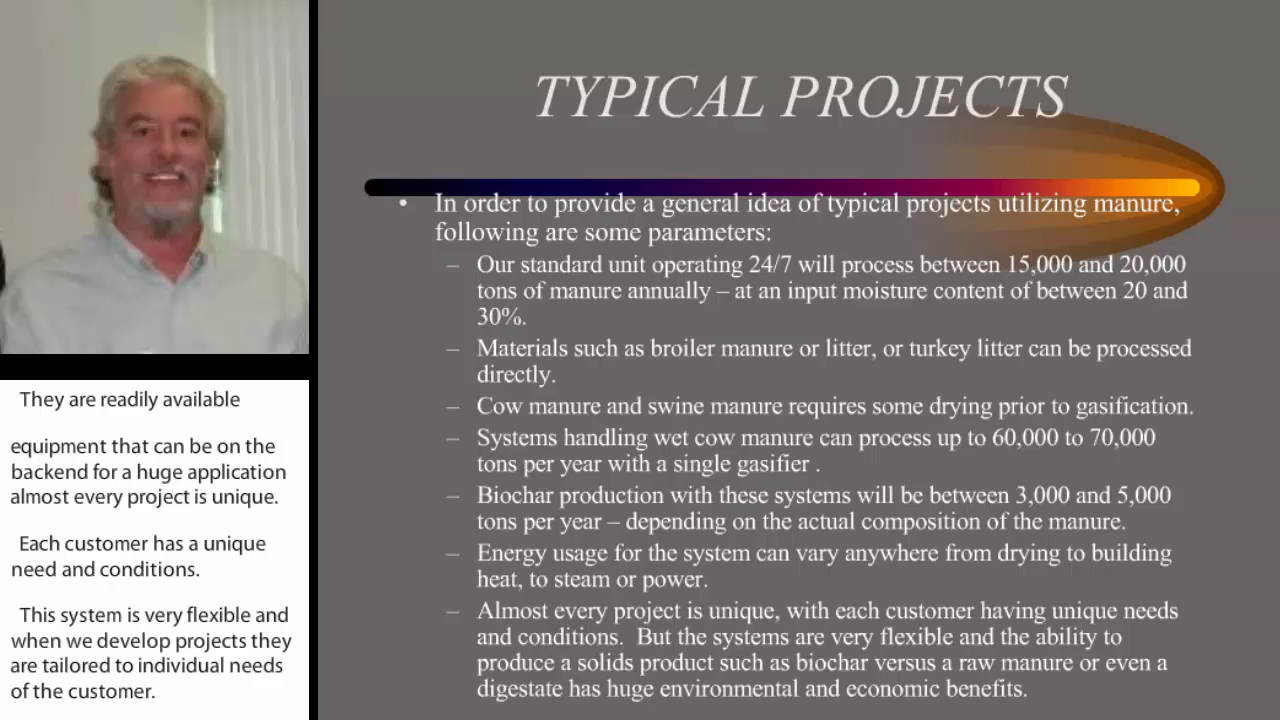 TYPICAL PROJECTS
• In order to provide a general idea of typical projects utilizing manure,
following are some parameters:
– Our standard unit operating 24/7 will process between 15,000 and 20,000
tons of manure annually – at an input moisture content of between 20 and
30%.
– Materials such as broiler manure or litter, or turkey litter can be processed
directly.
– Cow manure and swine manure requires some drying prior to gasification.
– Systems handling wet cow manure can process up to 60,000 to 70,000
tons per year with a single gasifier .
– Biochar production with these systems will be between 3,000 and 5,000
tons per year – depending on the actual composition of the manure.
– Energy usage for the system can vary anywhere from drying to building
heat, to steam or power.
– Almost every project is unique, with each customer having unique needs
and conditions.  But the systems are very flexible and the ability to
produce a solids product such as biochar versus a raw manure or even a
digestate has huge environmental and economic benefits.
They are readily available
equipment that can be on the
backend for a huge application
almost every project is unique.
Each customer has a unique
need and conditions.
This system is very flexible and
when we develop projects they
are tailored to individual needs
of the customer.